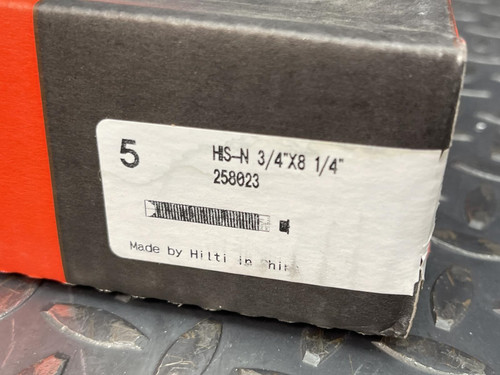 5
HIS-N 3/4"X8 1/4"
258023
Made by Hilti in China